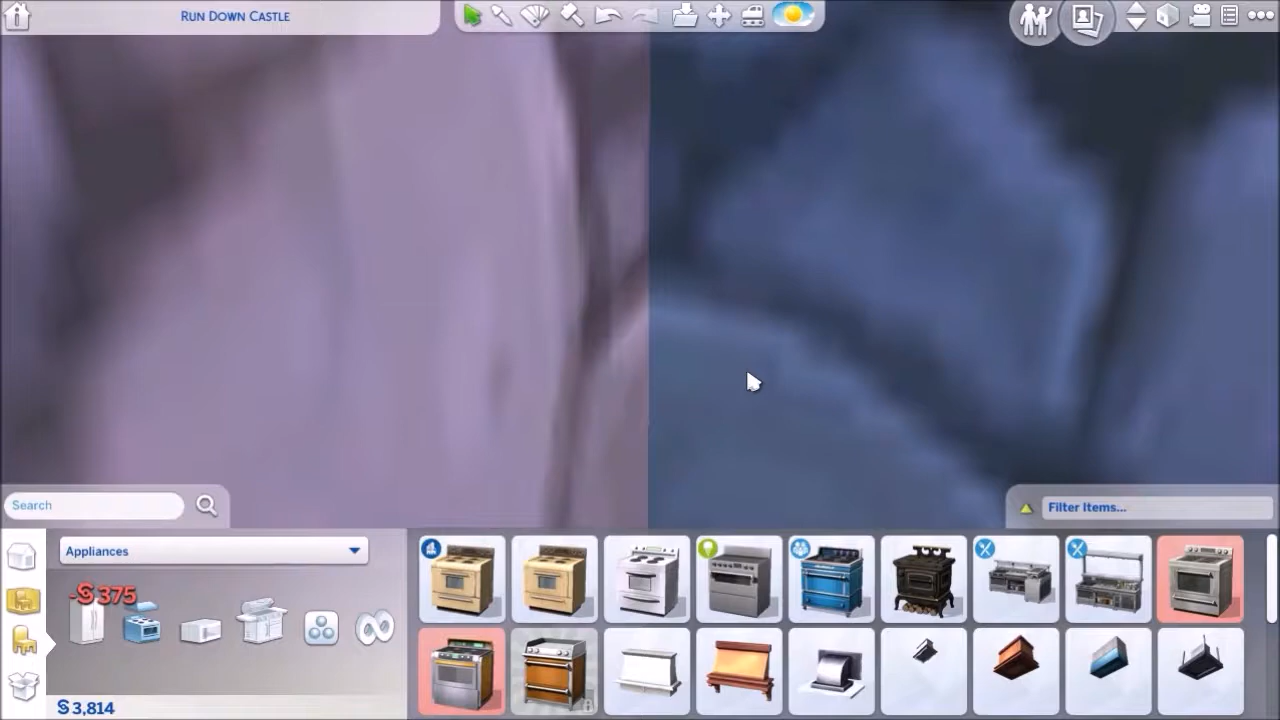 Run Down Castle
Search
Filter Items...
Appliances
-§375
§3,814